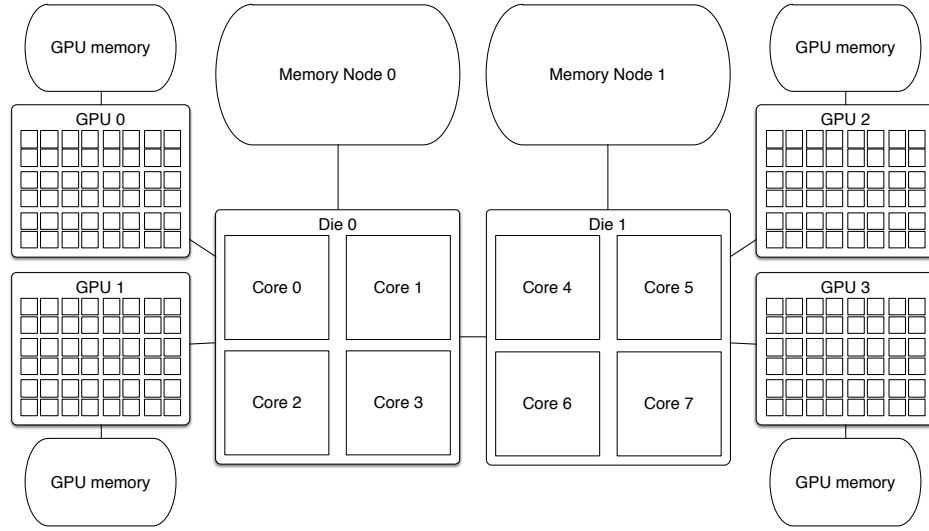 GPU memory
Memory Node 0
Memory Node 1
GPU memory
GPU 0
GPU 2
Die 0
Die 1
Core 0
Core 1
Core 4
Core 5
GPU 1
GPU 3
Core 2
Core 3
Core 6
Core 7
GPU memory
GPU memory